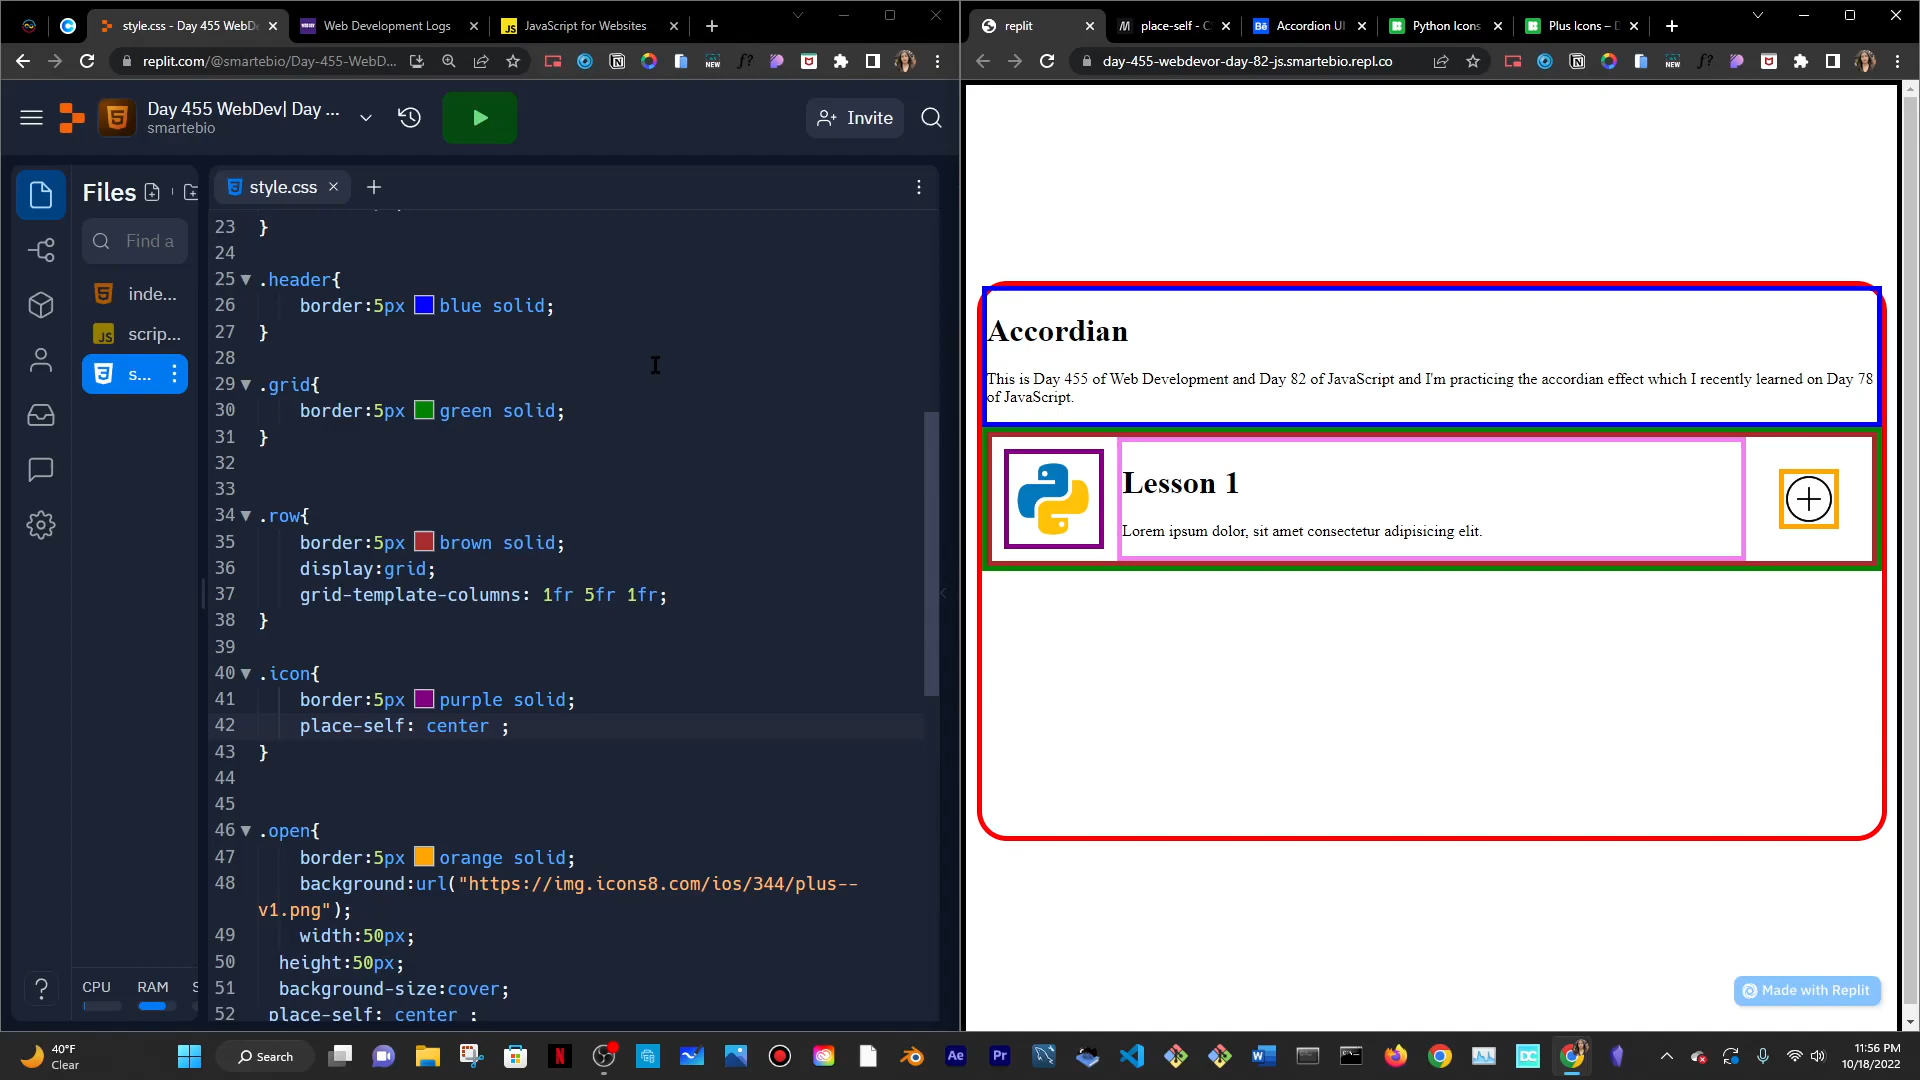 style.css - Day 455 WebDe
Web Development Logs
JavaScript for Websites
replit
place-self - C
Accordion UI
Python Icons
Plus Icons – D
replit.com/@smartebio/Day-455-WebD...
day-455-webdevor-day-82-js.smartebio.repl.co
Day 455 WebDev| Day ...
smartebio
Invite
Files
Find a
inde...
scrip...
s...
style.css
23 }
24
25 .header{
26 border:5px blue solid;
27 }
28
29 .grid{
30 border:5px green solid;
31 }
32
33
34 .row{
35 border:5px brown solid;
36 display:grid;
37 grid-template-columns: 1fr 5fr 1fr;
38 }
39
40 .icon{
41 border:5px purple solid;
42 place-self: center ;
43 }
44
45
46 .open{
47 border:5px orange solid;
48 background:url("https://img.icons8.com/ios/344/plus--
v1.png");
49 width:50px;
50 height:50px;
51 background-size:cover;
52 place-self: center ;
CPU RAM S
Accordian
This is Day 455 of Web Development and Day 82 of JavaScript and I'm practicing the accordian effect which I recently learned on Day 78
of JavaScript.
Lesson 1
Lorem ipsum dolor, sit amet consectetur adipisicing elit.
Made with Replit
40°F
Clear
Search
11:56 PM
10/18/2022